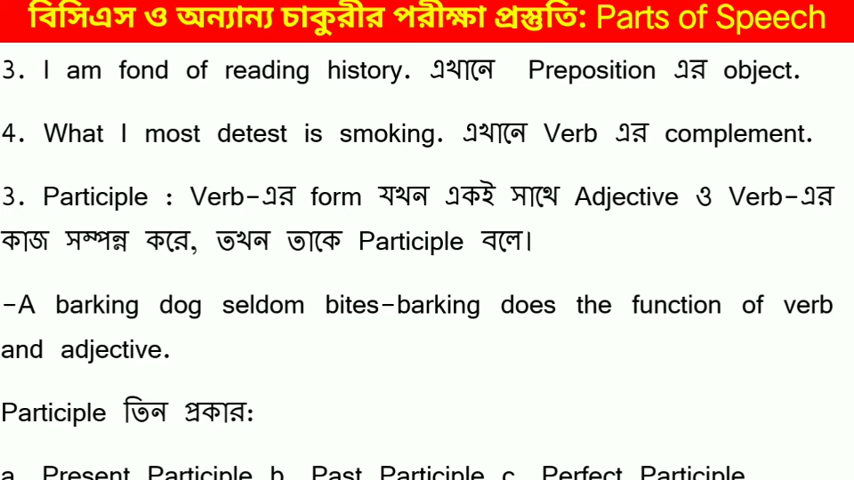 বিসিএস ও অন্যান্য চাকুরীর পরীক্ষা প্রস্তুতি: Parts of Speech
3. I am fond of reading history. এখানে Preposition এর object.
4. What I most detest is smoking. এখানে Verb এর complement.
3. Participle : Verb-এর form যখন একই সাথে Adjective ও Verb-এর
কাজ সম্পন্ন করে, তখন তাকে Participle বলে।
-A barking dog seldom bites-barking does the function of verb
and adjective.
Participle তিন প্রকার:
a. Present Participle b. Past Participle c. Perfect Participle